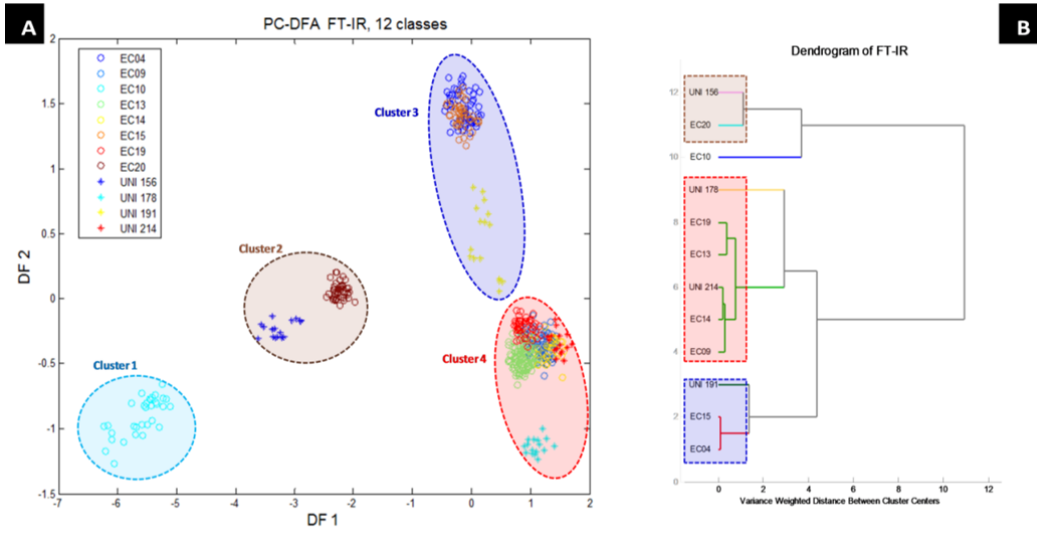 A
PC-DFA FT-IR, 12 classes
2
1.5
1
0.5
0
-0.5
-1
-1.5
DF 2
EC04
EC09
EC10
EC13
EC14
EC15
EC19
EC20
UNI 156
UNI 178
UNI 191
UNI 214
Cluster 3
Cluster 2
Cluster 4
Cluster 1
-7
-6
-5
-4
-3
-2
-1
0
1
2
DF 1
B
Dendrogram of FT-IR
12
10
8
6
4
2
0
UNI 156
EC20
EC10
UNI 178
EC19
EC13
UNI 214
EC14
EC09
UNI 191
EC15
EC04
0
2
4
6
8
10
12
Variance Weighted Distance Between Cluster Centers